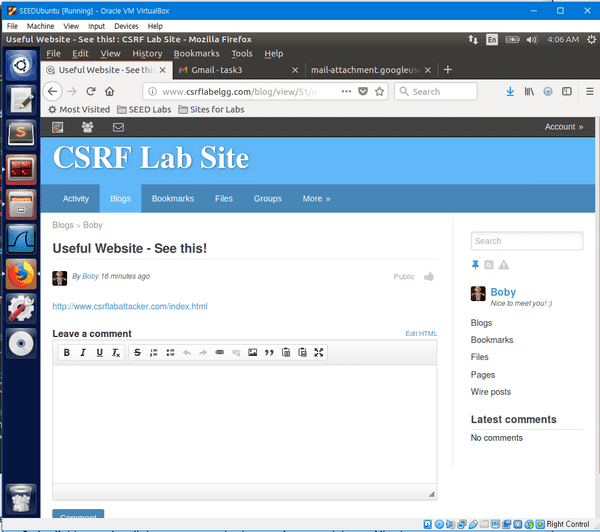 SEEDUbuntu [Running] - Oracle VM VirtualBox
File Machine View Input Devices Help
Useful Website - See this! : CSRF Lab Site - Mozilla Firefox
En
4:06 AM
File Edit View History Bookmarks Tools Help
Useful Website - See this
Gmail - task3
mail-attachment.googleus
www.csrflabelgg.com/blog/view/51/u
Search
Most Visited SEED Labs Sites for Labs
Account »
CSRF Lab Site
Activity Blogs Bookmarks Files Groups More »
Blogs > Boby
Useful Website - See this!
By Boby 16 minutes ago
Public
http://www.csrflabattacker.com/index.html
Leave a comment
Edit HTML
B I U Tx S
Comment
Search
Boby
Nice to meet you! :)
Blogs
Bookmarks
Files
Pages
Wire posts
Latest comments
No comments
Right Control